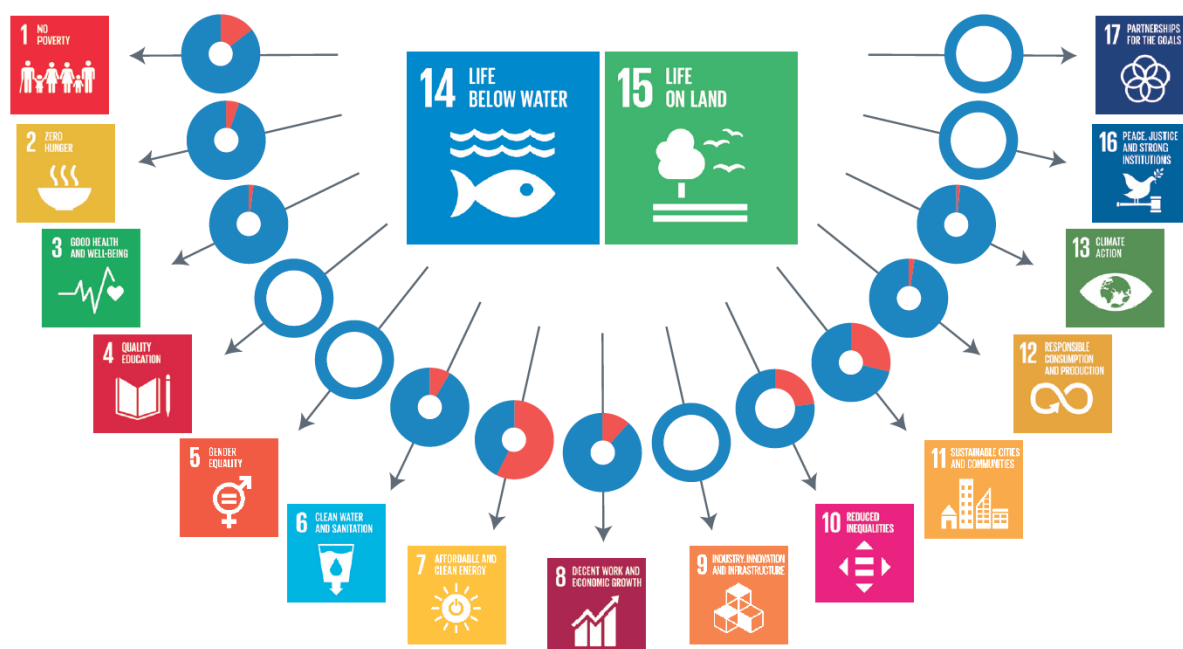 1 NO
POVERTY
2 ZERO
HUNGER
3 GOOD HEALTH
AND WELL-BEING
4 QUALITY
EDUCATION
5 GENDER
EQUALITY
6 CLEAN WATER
AND SANITATION
7 AFFORDABLE AND
CLEAN ENERGY
8 DECENT WORK AND
ECONOMIC GROWTH
9 INDUSTRY, INNOVATION
AND INFRASTRUCTURE
10 REDUCED
INEQUALITIES
11 SUSTAINABLE CITIES
AND COMMUNITIES
12 RESPONSIBLE
CONSUMPTION
AND PRODUCTION
13 CLIMATE
ACTION
14 LIFE
BELOW WATER
15 LIFE
ON LAND
16 PEACE, JUSTICE
AND STRONG
INSTITUTIONS
17 PARTNERSHIPS
FOR THE GOALS